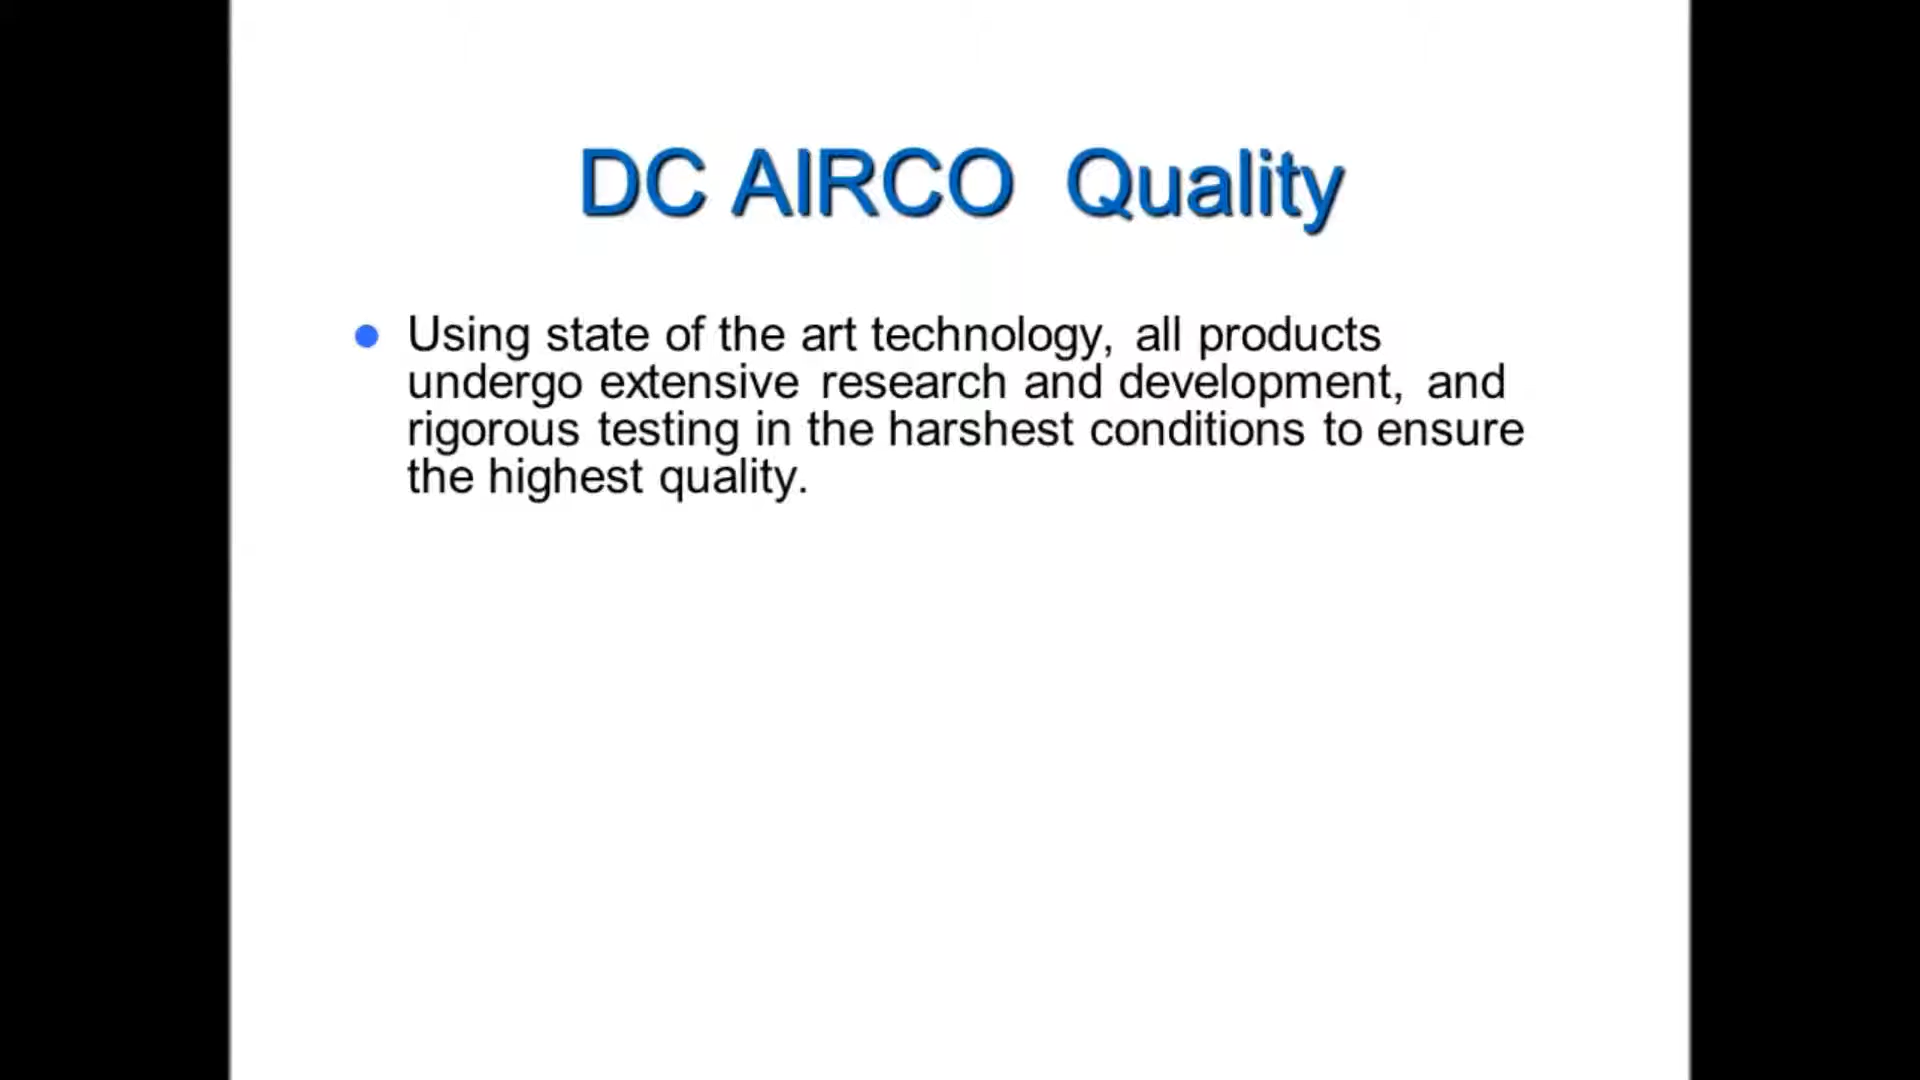 DC AIRCO Quality
Using state of the art technology, all products
undergo extensive research and development, and
rigorous testing in the harshest conditions to ensure
the highest quality.